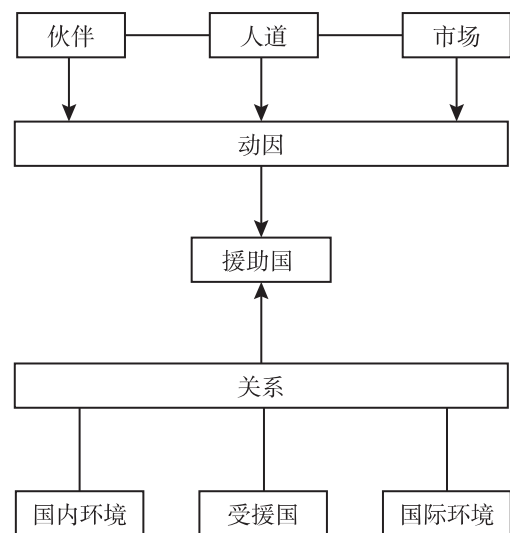 伙伴 人道 市场
动因
援助国
关系
国内环境 受援国 国际环境